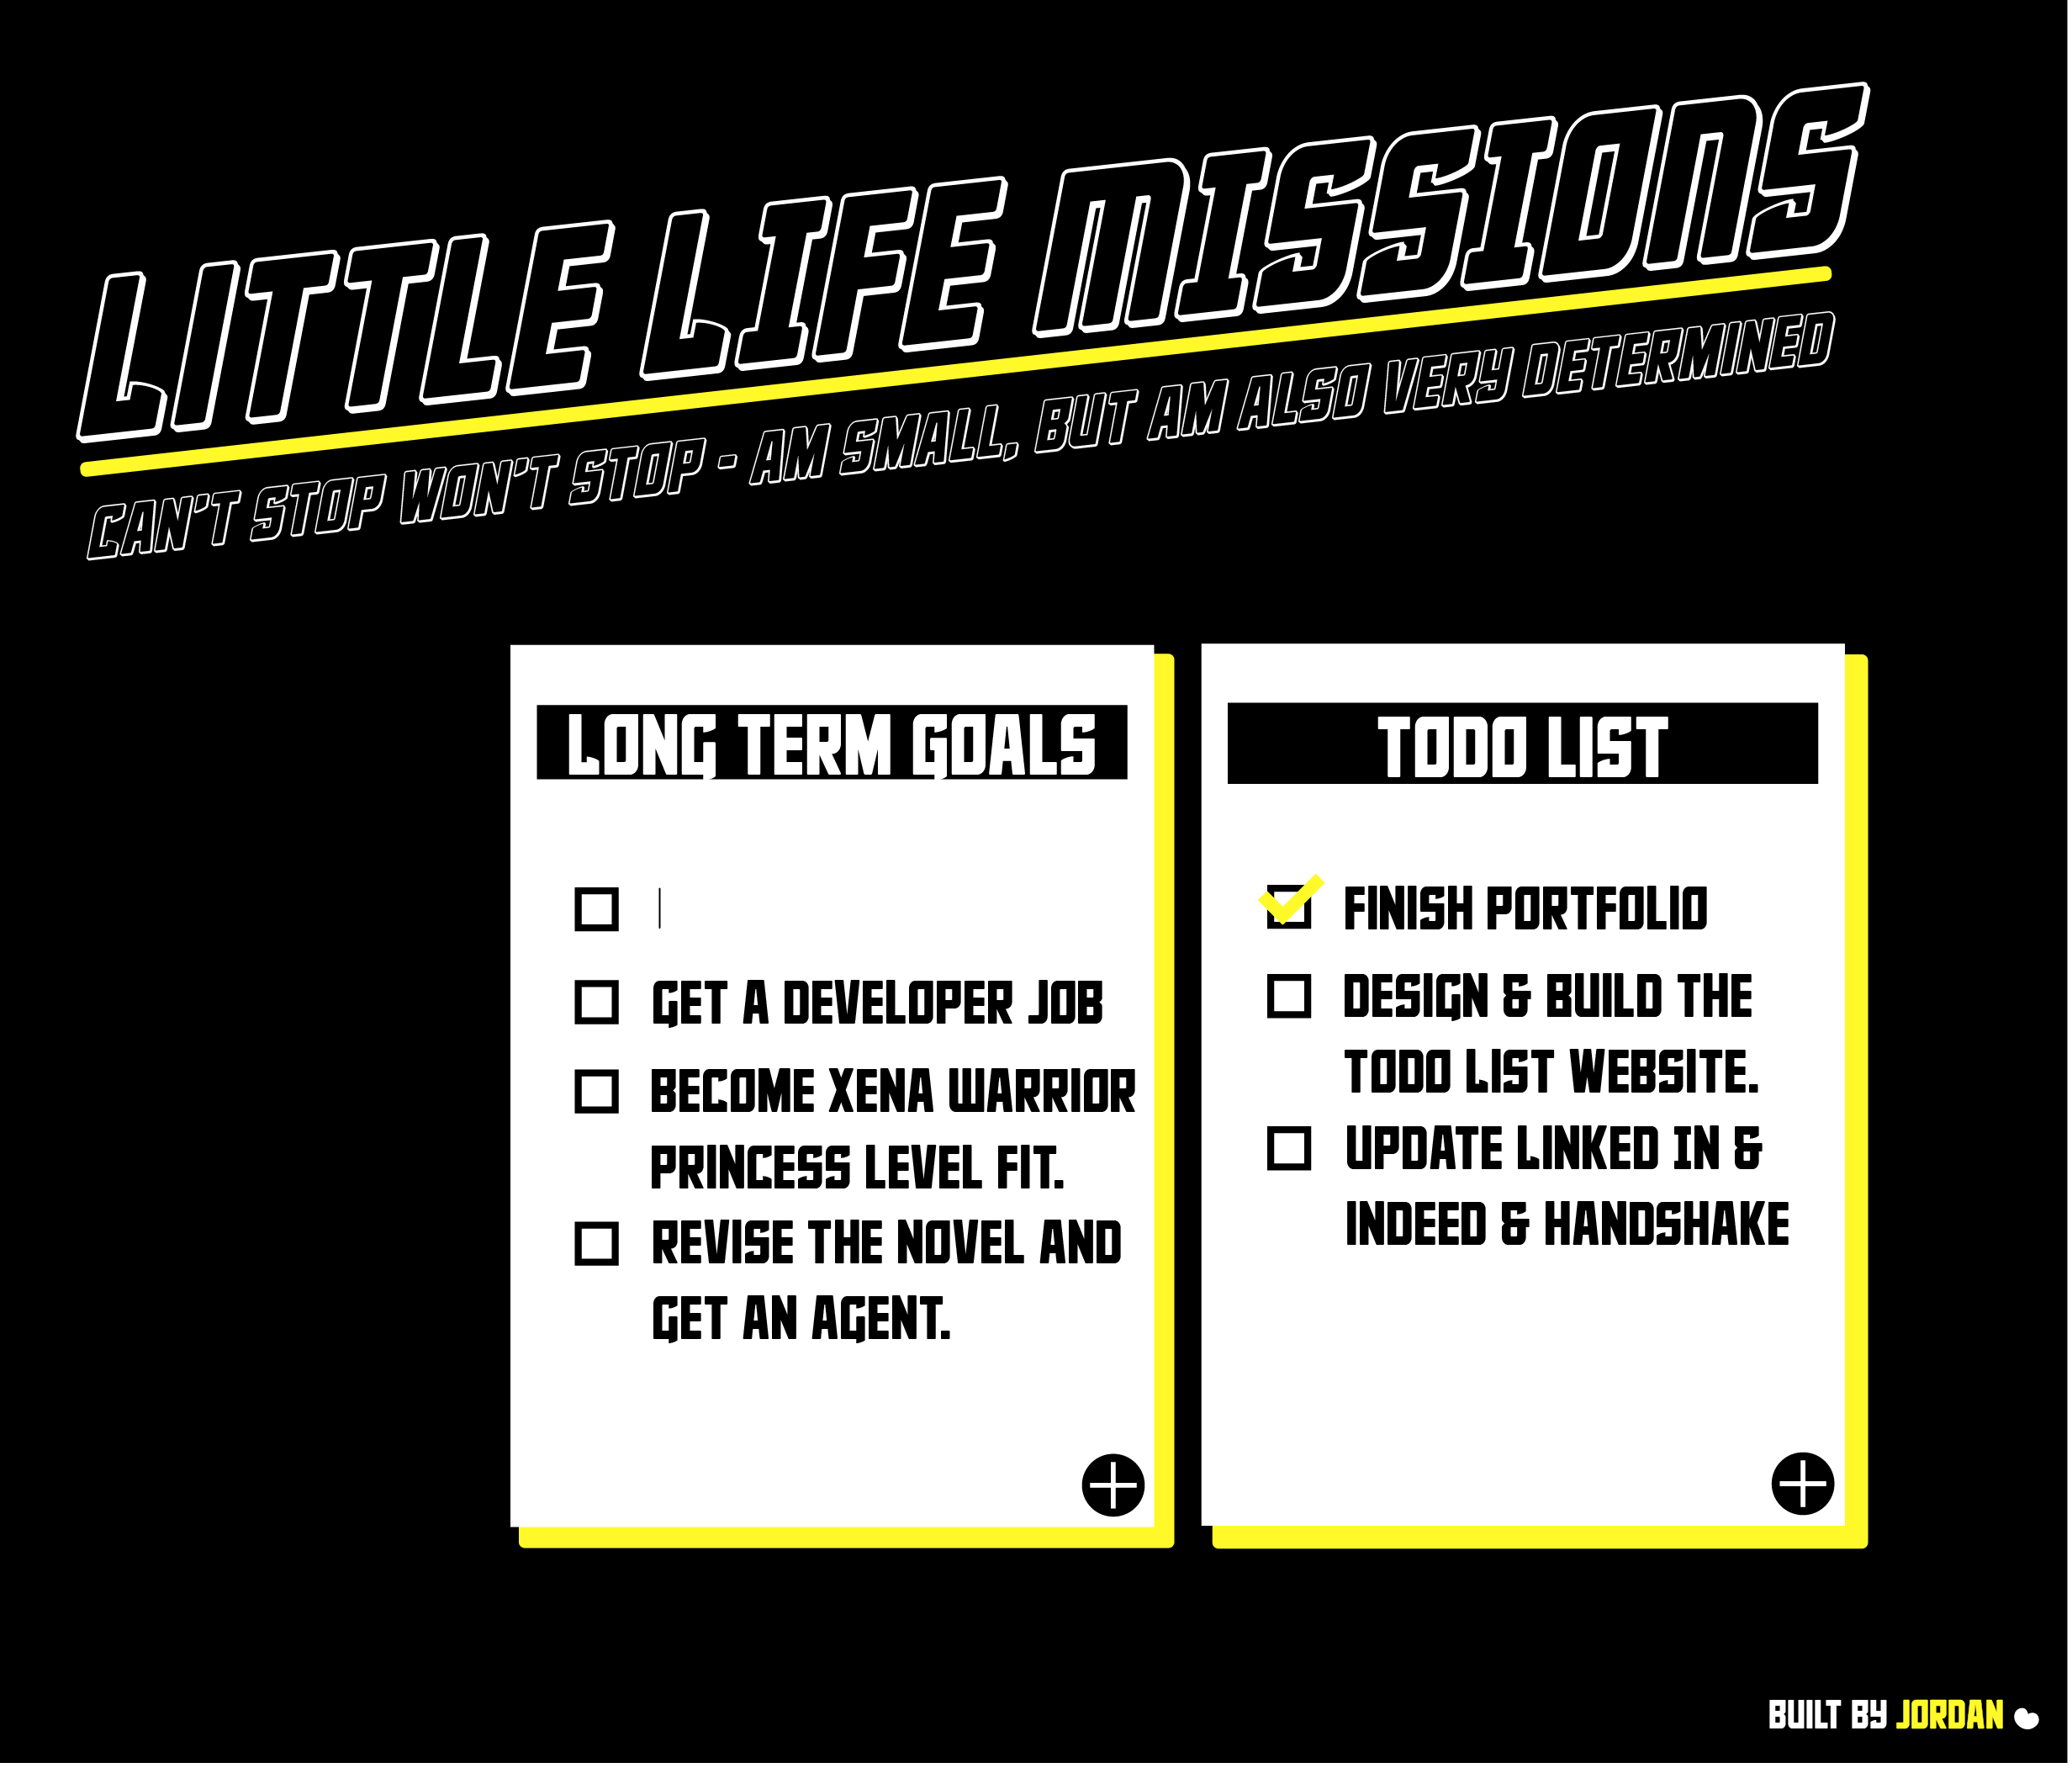 LITTLE LIFE MISSIONS
CAN'T STOP WON'T STOP - AM SMALL, BUT AM ALSO VERY DETERMINED
LONG TERM GOALS
GET A DEVELOPER JOB
BECOME XENA WARRIOR
PRINCESS LEVEL FIT.
REVISE THE NOVEL AND
GET AN AGENT.
TODO LIST
FINISH PORTFOLIO
DESIGN & BUILD THE
TODO LIST WEBSITE.
UPDATE LINKED IN &
INDEED & HANDSHAKE
BUILT BY JORDAN